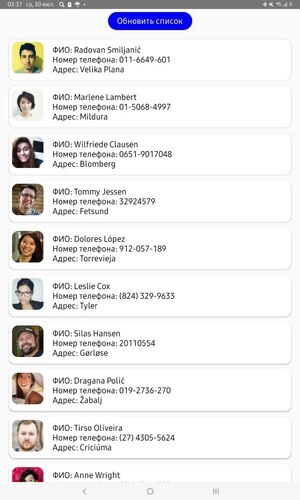 03:37 ср, 30 июл.
Обновить список
ФИО: Radovan Smiljanić
Номер телефона: 011-6649-601
Адрес: Velika Plana
ФИО: Marlene Lambert
Номер телефона: 01-5068-4997
Адрес: Mildura
ФИО: Wilfriede Clausen
Номер телефона: 0651-9017048
Адрес: Blomberg
ФИО: Tommy Jessen
Номер телефона: 32924579
Адрес: Fetsund
ФИО: Dolores López
Номер телефона: 912-057-189
Адрес: Torrevieja
ФИО: Leslie Cox
Номер телефона: (824) 329-9633
Адрес: Tyler
ФИО: Silas Hansen
Номер телефона: 20110554
Адрес: Gørløse
ФИО: Dragana Polić
Номер телефона: 019-2736-270
Адрес: Žabalj
ФИО: Tirso Oliveira
Номер телефона: (27) 4305-5624
Адрес: Criciúma
ФИО: Anne Wright